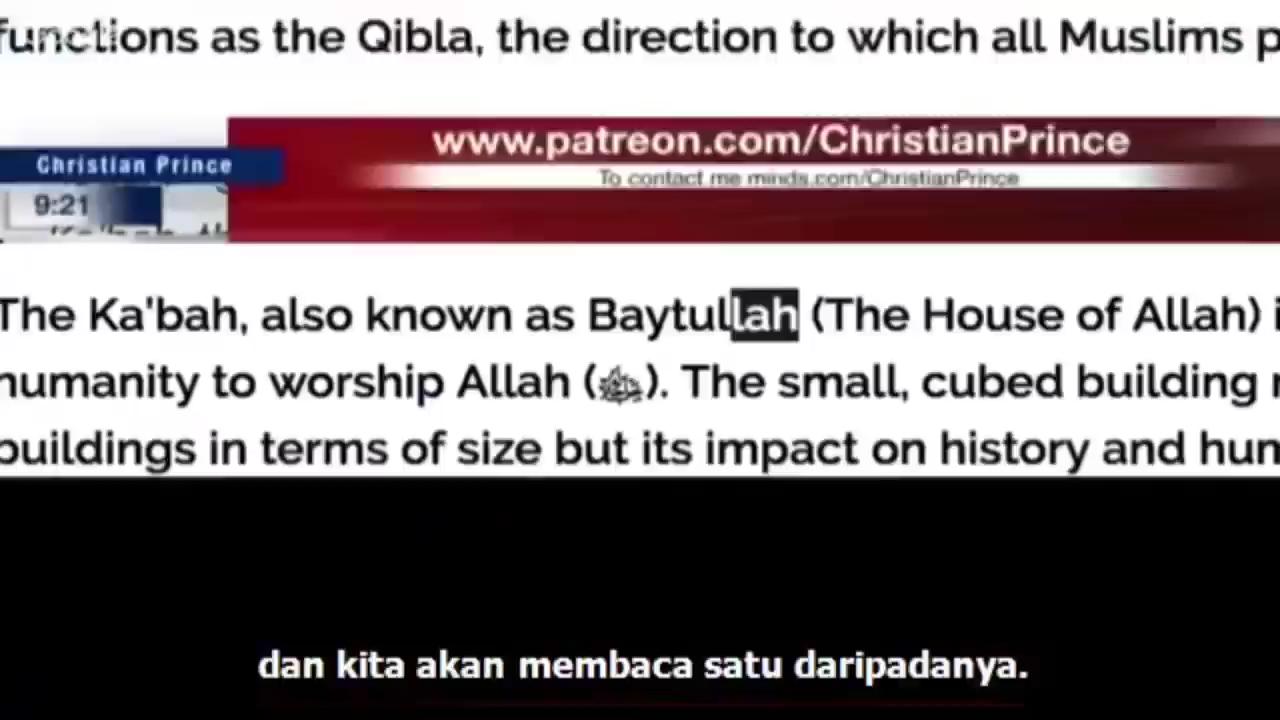 functions as the Qibla, the direction to which all Muslims p
www.patreon.com/ChristianPrince
Christian Prince
To contact me minds.com/ChristianPrince
9:21
The Ka'bah, also known as Baytullah (The House of Allah) i
humanity to worship Allah (ﷻ). The small, cubed building
buildings in terms of size but its impact on history and hum
dan kita akan membaca satu daripadanya.